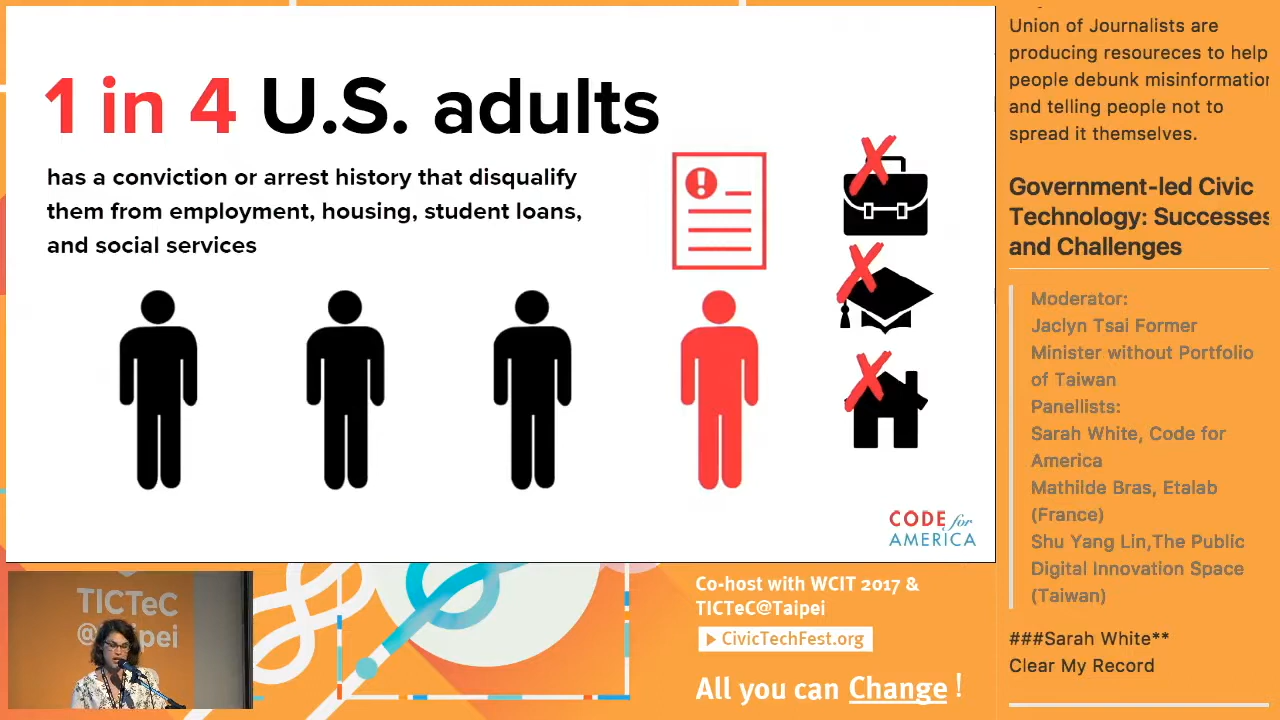 1 in 4 U.S. adults
has a conviction or arrest history that disqualify
them from employment, housing, student loans,
and social services
CODE for
AMERICA
TICTeC
@Taipei
Co-host with WCIT 2017 &
TICTeC@Taipei
CivicTechFest.org
All you can Change !
Union of Journalists are
producing resoureces to help
people debunk misinformation
and telling people not to
spread it themselves.
Government-led Civic
Technology: Successes
and Challenges
Moderator:
Jaclyn Tsai Former
Minister without Portfolio
of Taiwan
Panellists:
Sarah White, Code for
America
Mathilde Bras, Etalab
(France)
Shu Yang Lin,The Public
Digital Innovation Space
(Taiwan)
###Sarah White**
Clear My Record